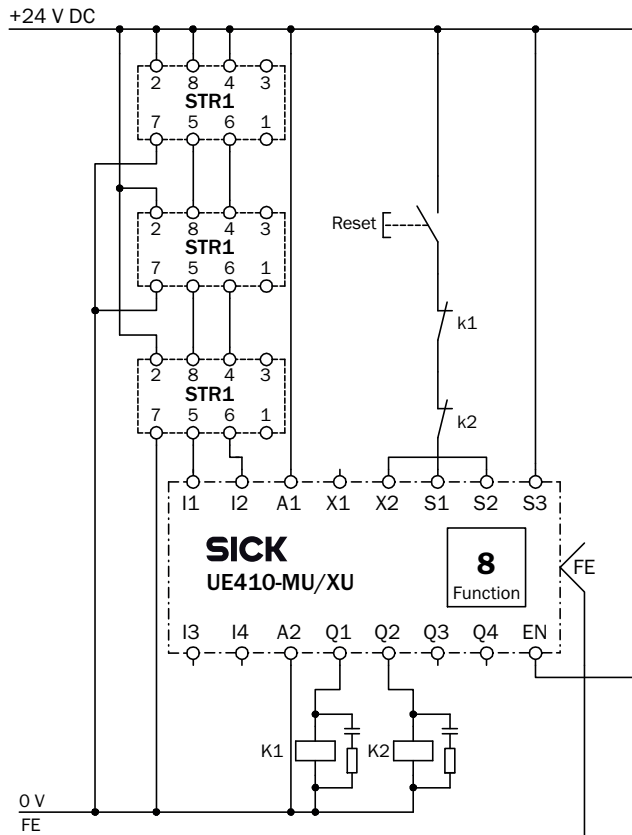 +24 V DC
2 8 4 3
STR1
7 5 6 1
2 8 4 3
STR1
7 5 6 1
2 8 4 3
STR1
7 5 6 1
Reset
k1
k2
I1 I2 A1 X1 X2 S1 S2 S3
SICK
UE410-MU/XU
8
Function
FE
I3 I4 A2 Q1 Q2 Q3 Q4 EN
K1 K2
0 V
FE